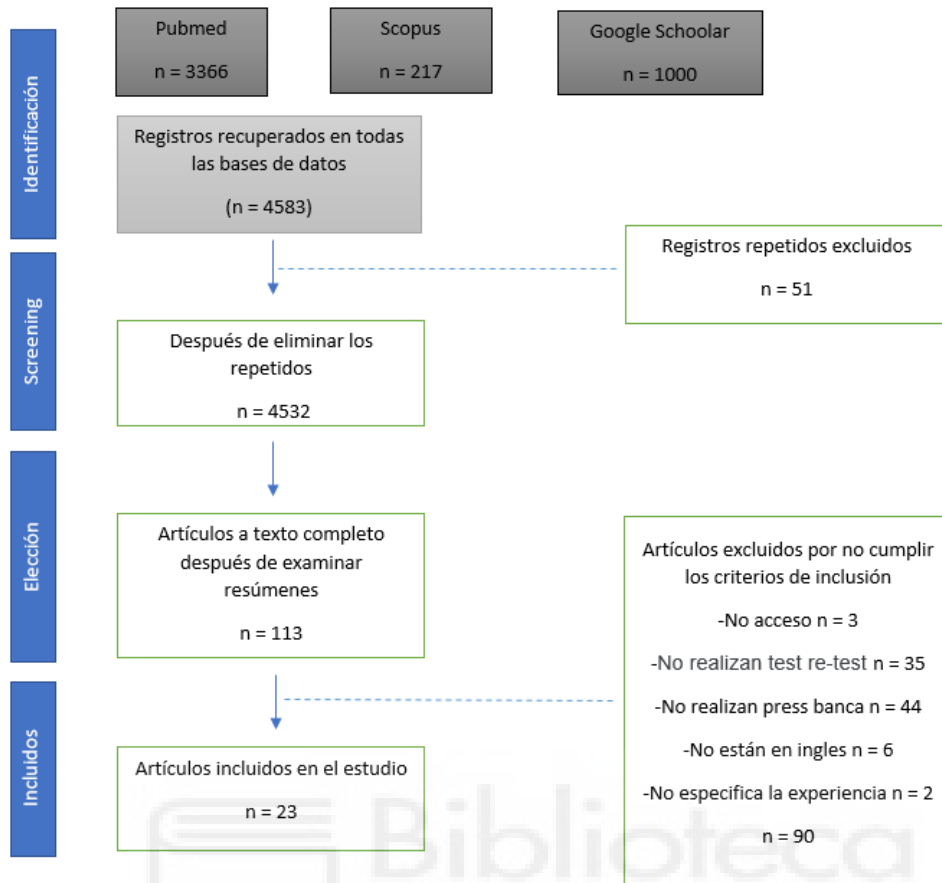 Identificación
Pubmed
n = 3366
Scopus
n = 217
Google Schoolar
n = 1000
Registros recuperados en todas
las bases de datos
(n = 4583)
Registros repetidos excluidos
n = 51
Screening
Después de eliminar los
repetidos
n = 4532
Elección
Artículos a texto completo
después de examinar
resúmenes
n = 113
Artículos excluidos por no cumplir
los criterios de inclusión
-No acceso n = 3
-No realizan test re-test n = 35
-No realizan press banca n = 44
-No están en ingles n = 6
-No especifica la experiencia n = 2
n = 90
Incluidos
Artículos incluidos en el estudio
n = 23
Biblioteca